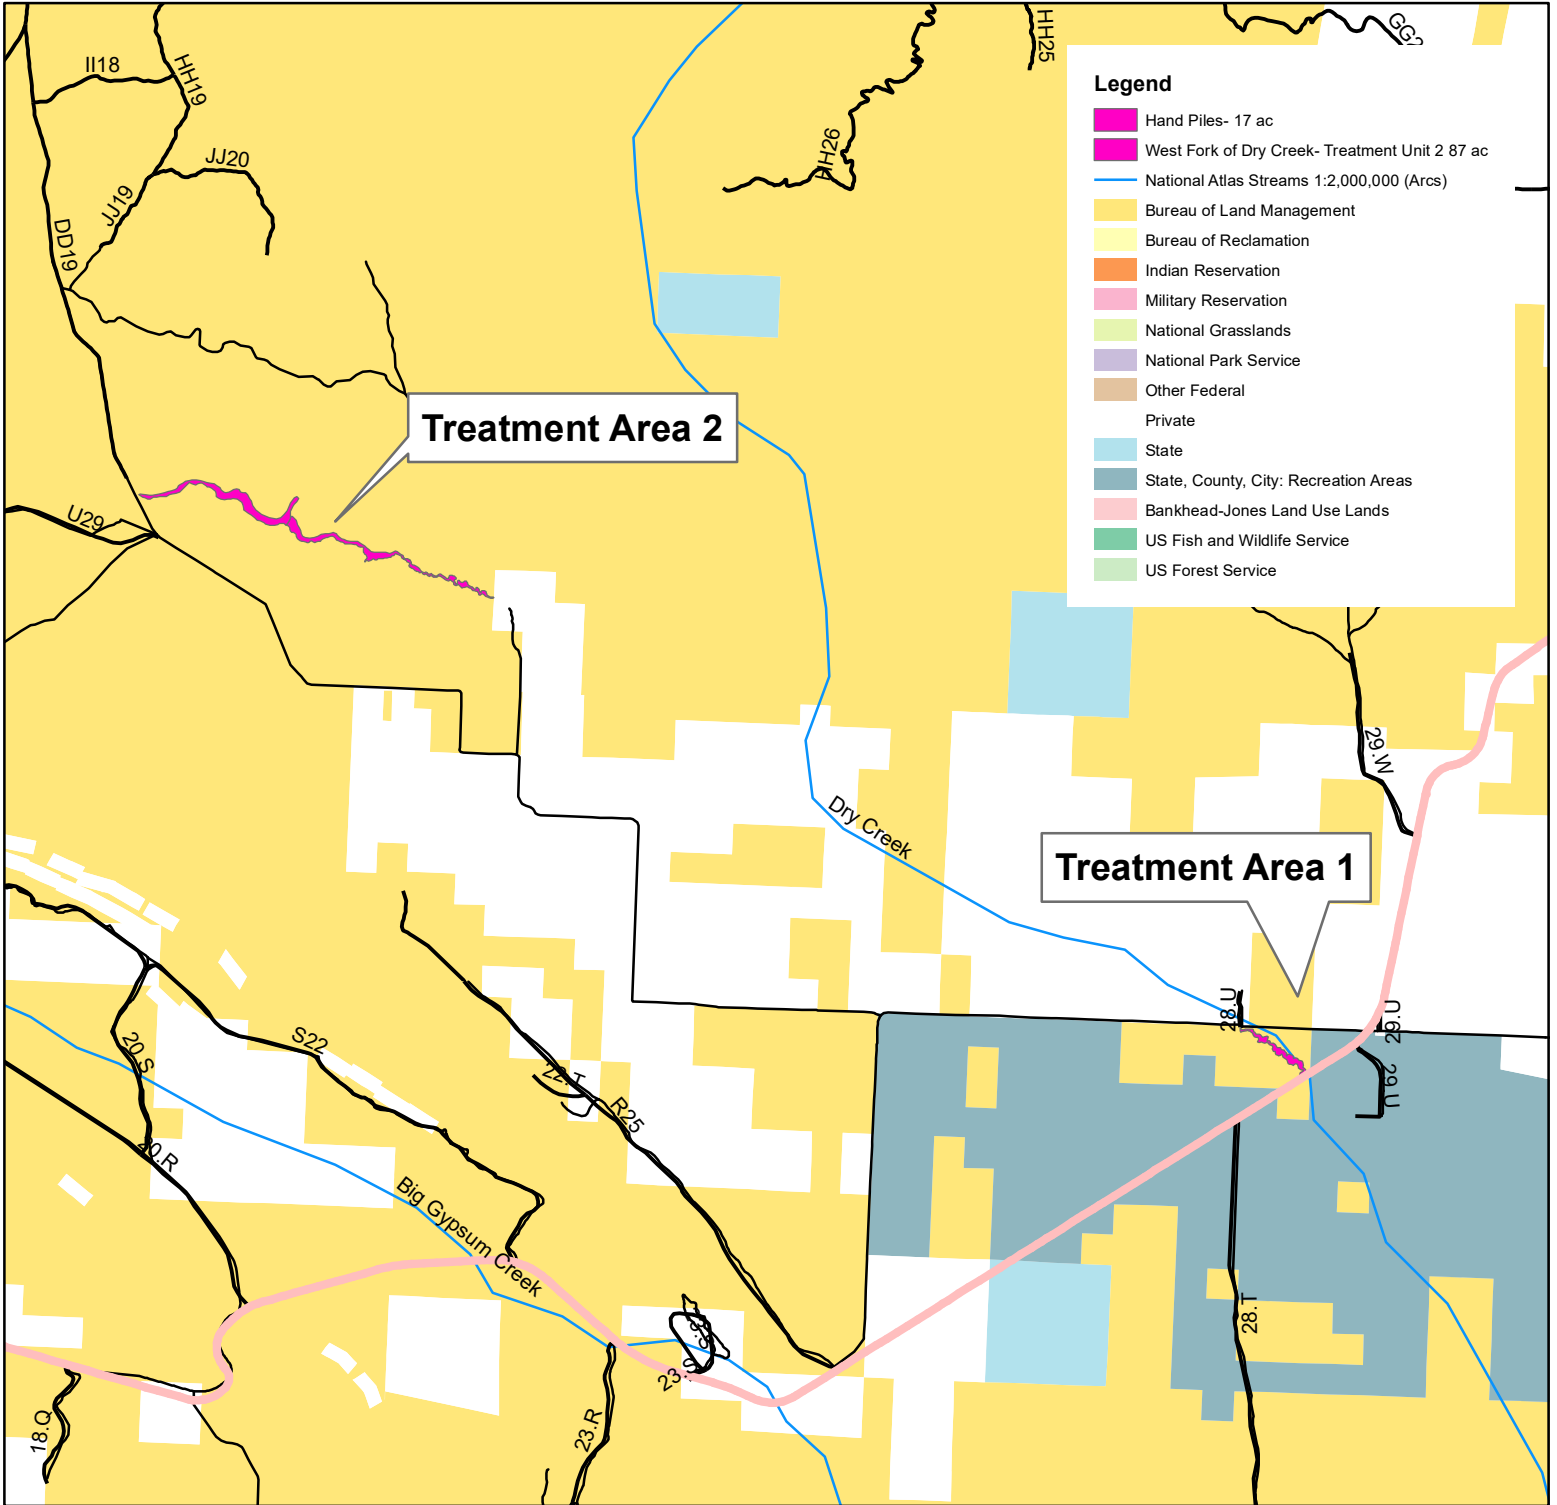 II18
HH19
JJ20
JJ19
DD19
HH26
HH25
Legend
Hand Piles- 17 ac
West Fork of Dry Creek- Treatment Unit 2 87 ac
National Atlas Streams 1:2,000,000 (Arcs)
Bureau of Land Management
Bureau of Reclamation
Indian Reservation
Military Reservation
National Grasslands
National Park Service
Other Federal
Private
State
State, County, City: Recreation Areas
Bankhead-Jones Land Use Lands
US Fish and Wildlife Service
US Forest Service
Treatment Area 2
U29
29.W
Dry Creek
Treatment Area 1
28.U
29.U
29.U
S22
20.S
22.T
R25
20.R
Big Gypsum Creek
28.T
23.S
23.S
18.Q
23.R